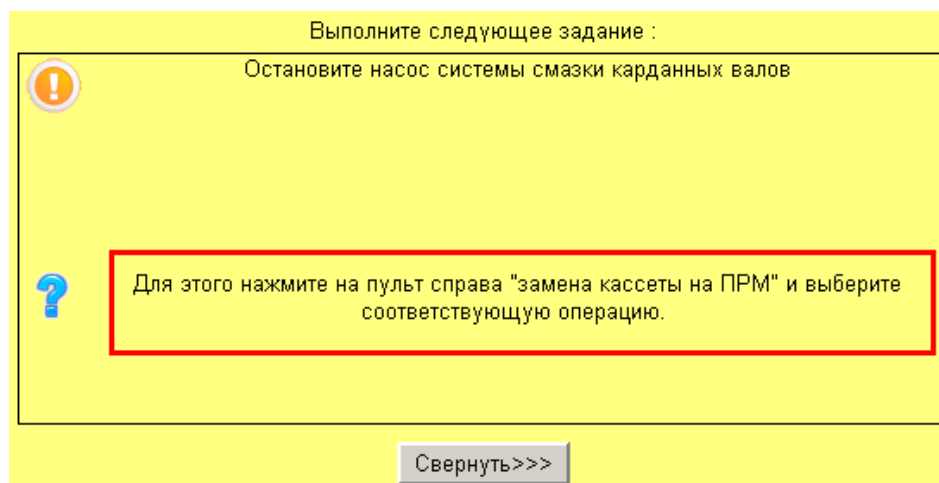 Выполните следующее задание :
Остановите насос системы смазки карданных валов
Для этого нажмите на пульт справа "замена кассеты на ПРМ" и выберите
соответствующую операцию.
Свернуть>>>